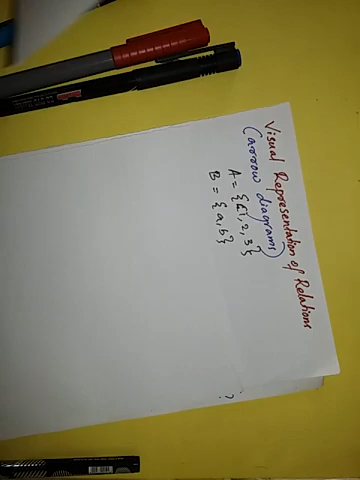 Visual Representation of Relations
(arrow diagrams)
A = {1, 2, 3}
B = {a, b}